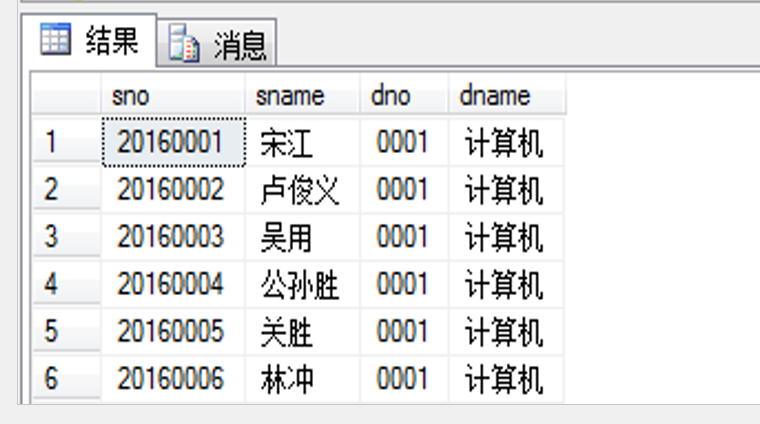 结果 消息
sno sname dno dname
1 20160001 宋江 0001 计算机
2 20160002 卢俊义 0001 计算机
3 20160003 吴用 0001 计算机
4 20160004 公孙胜 0001 计算机
5 20160005 关胜 0001 计算机
6 20160006 林冲 0001 计算机